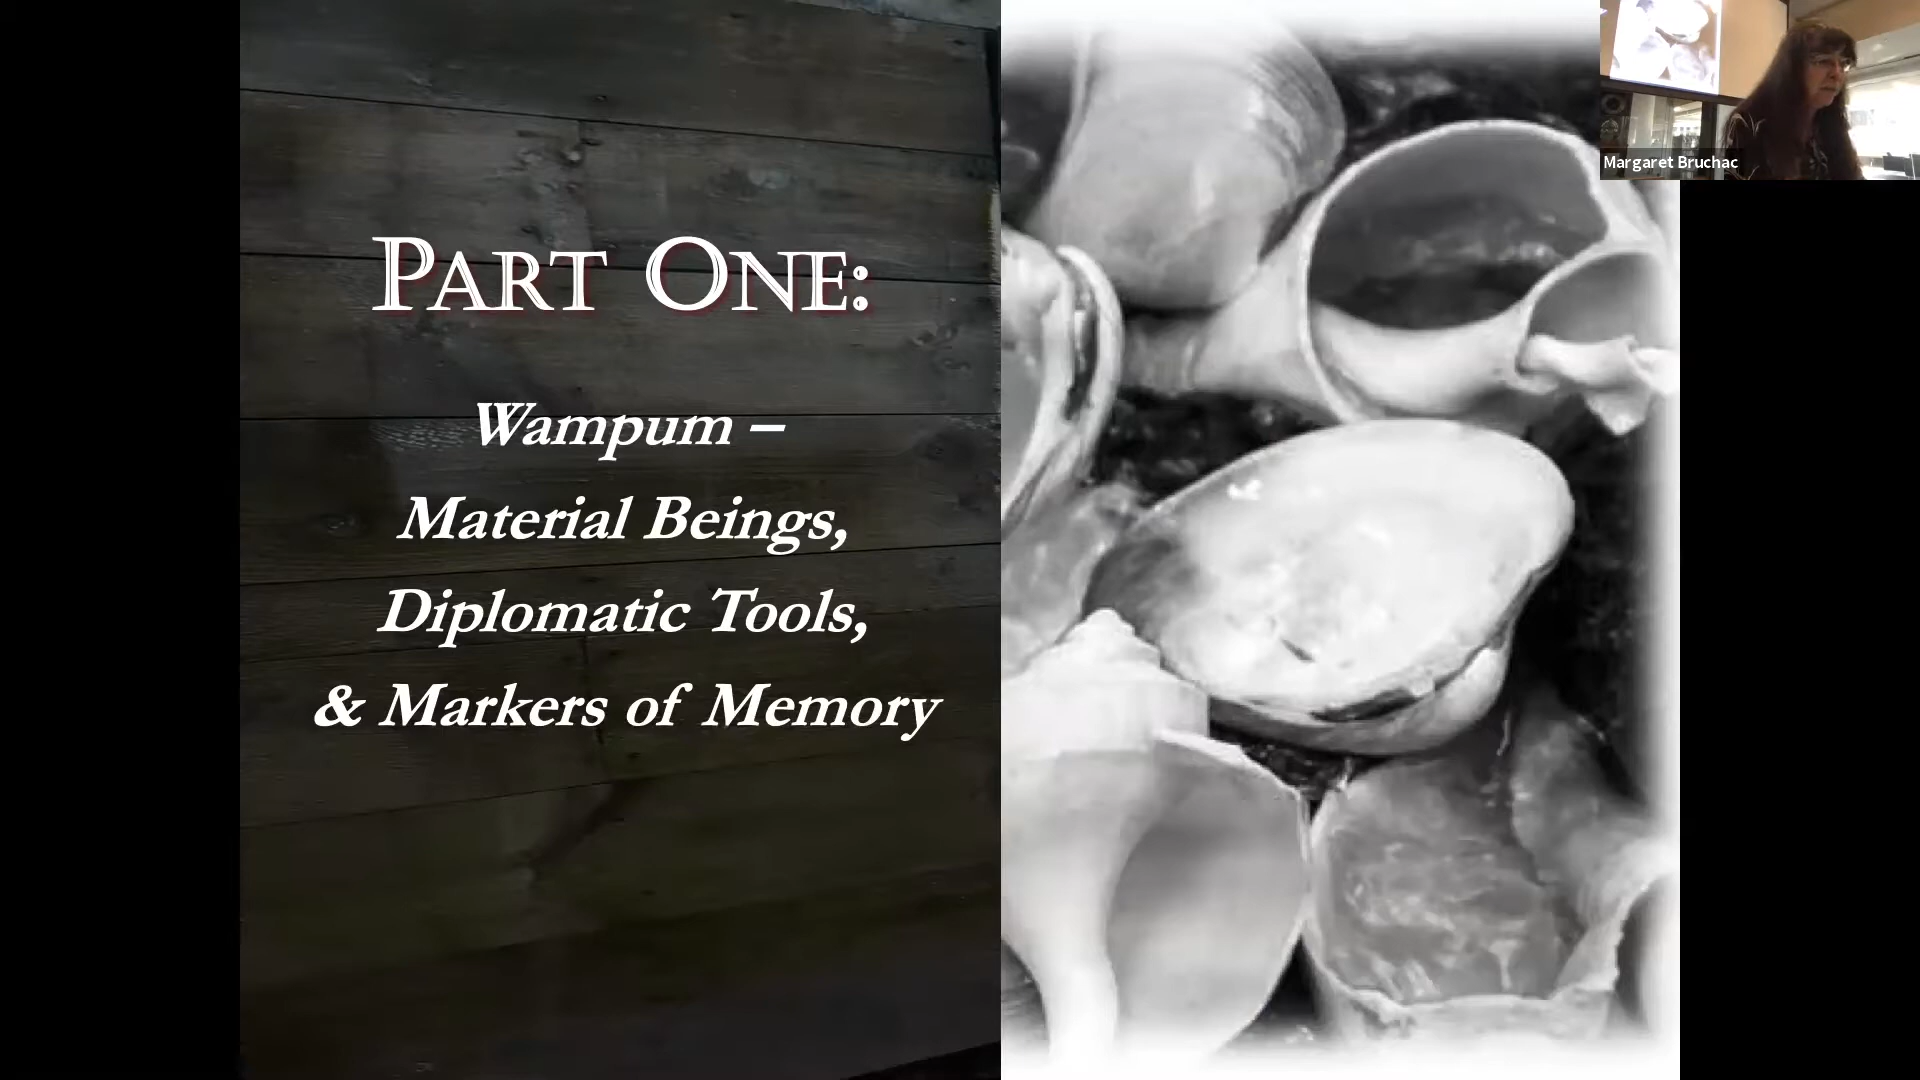 PART ONE:
Wampum –
Material Beings,
Diplomatic Tools,
& Markers of Memory
Margaret Bruchac